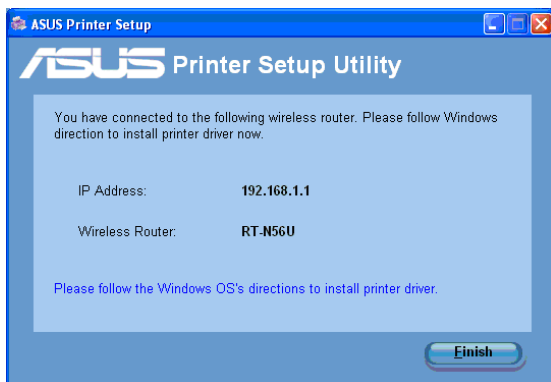 ASUS Printer Setup
ASUS Printer Setup Utility
You have connected to the following wireless router. Please follow Windows
direction to install printer driver now.
IP Address: 192.168.1.1
Wireless Router: RT-N56U
Please follow the Windows OS's directions to install printer driver.
Finish